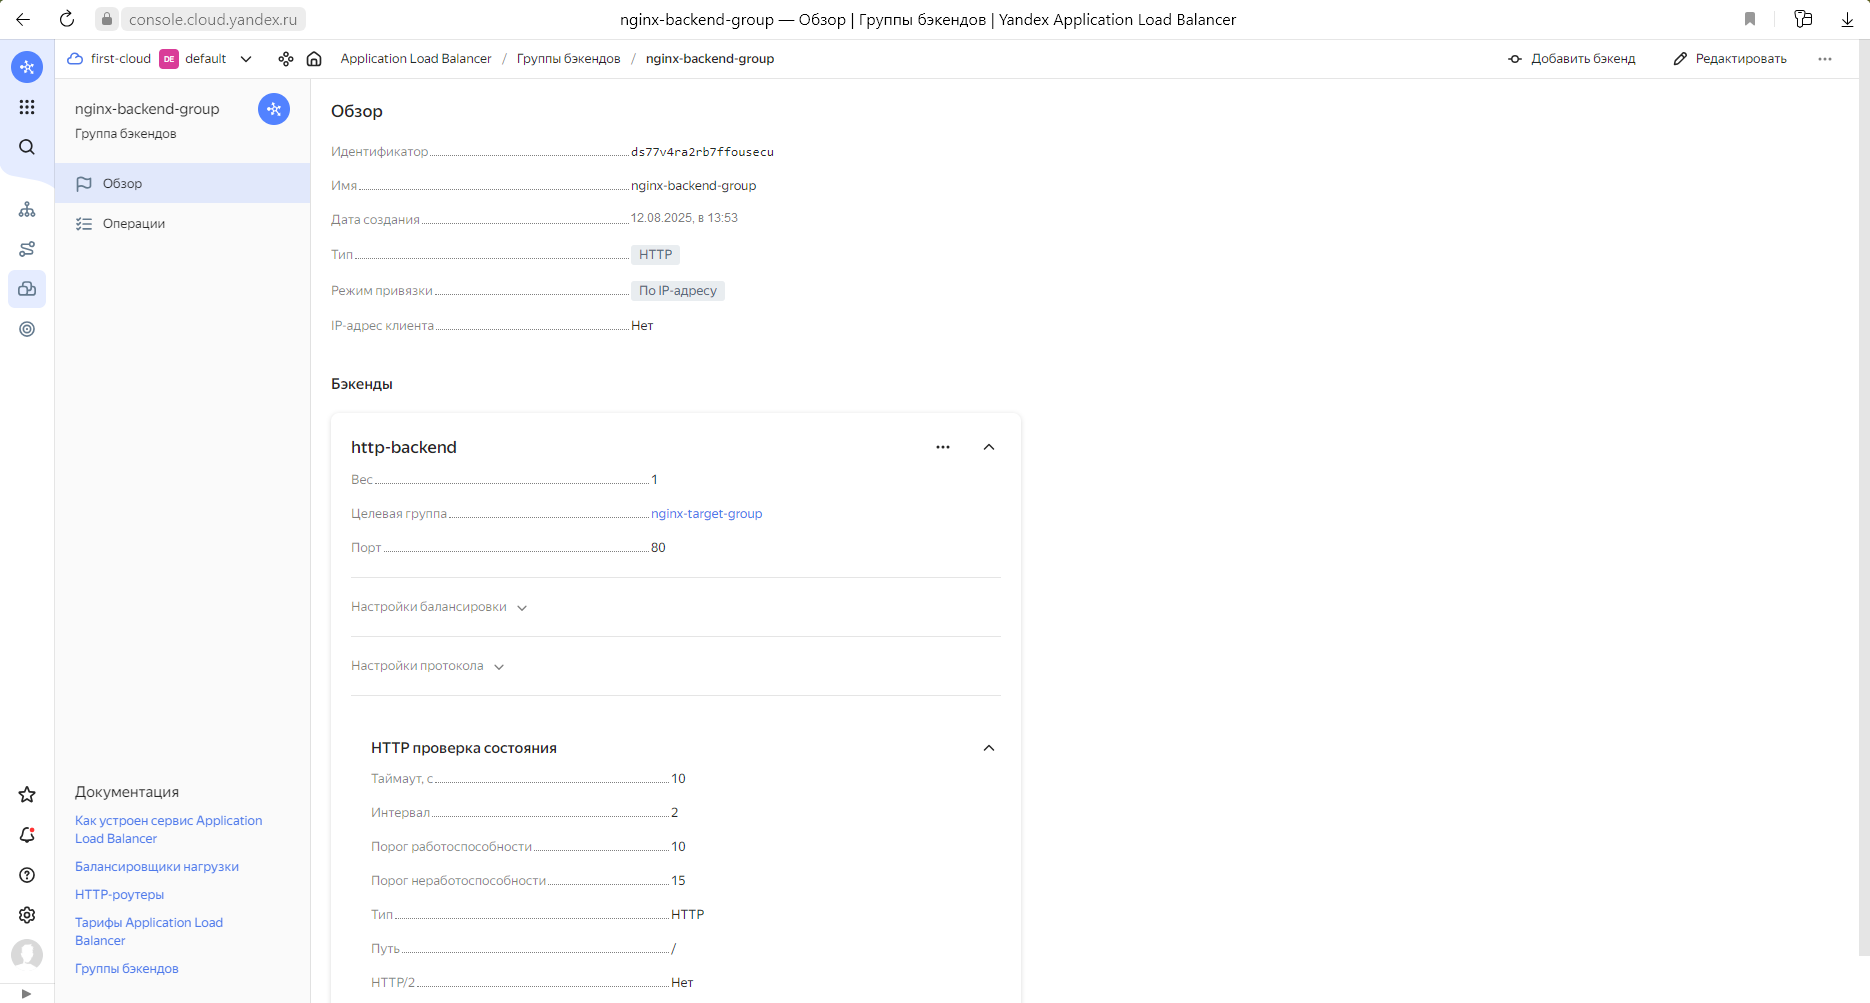 console.cloud.yandex.ru
nginx-backend-group — Обзор | Группы бэкендов | Yandex Application Load Balancer
first-cloud DE default
Application Load Balancer / Группы бэкендов / nginx-backend-group
Добавить бэкенд
Редактировать
nginx-backend-group
Группа бэкендов
Обзор
Операции
Документация
Как устроен сервис Application
Load Balancer
Балансировщики нагрузки
HTTP-роутеры
Тарифы Application Load
Balancer
Группы бэкендов
Обзор
Идентификатор ds77v4ra2rb7ffousecu
Имя nginx-backend-group
Дата создания 12.08.2025, в 13:53
Тип HTTP
Режим привязки По IP-адресу
IP-адрес клиента Нет
Бэкенды
http-backend
Вес 1
Целевая группа nginx-target-group
Порт 80
Настройки балансировки
Настройки протокола
HTTP проверка состояния
Таймаут, с 10
Интервал 2
Порог работоспособности 10
Порог неработоспособности 15
Тип HTTP
Путь /
HTTP/2 Нет